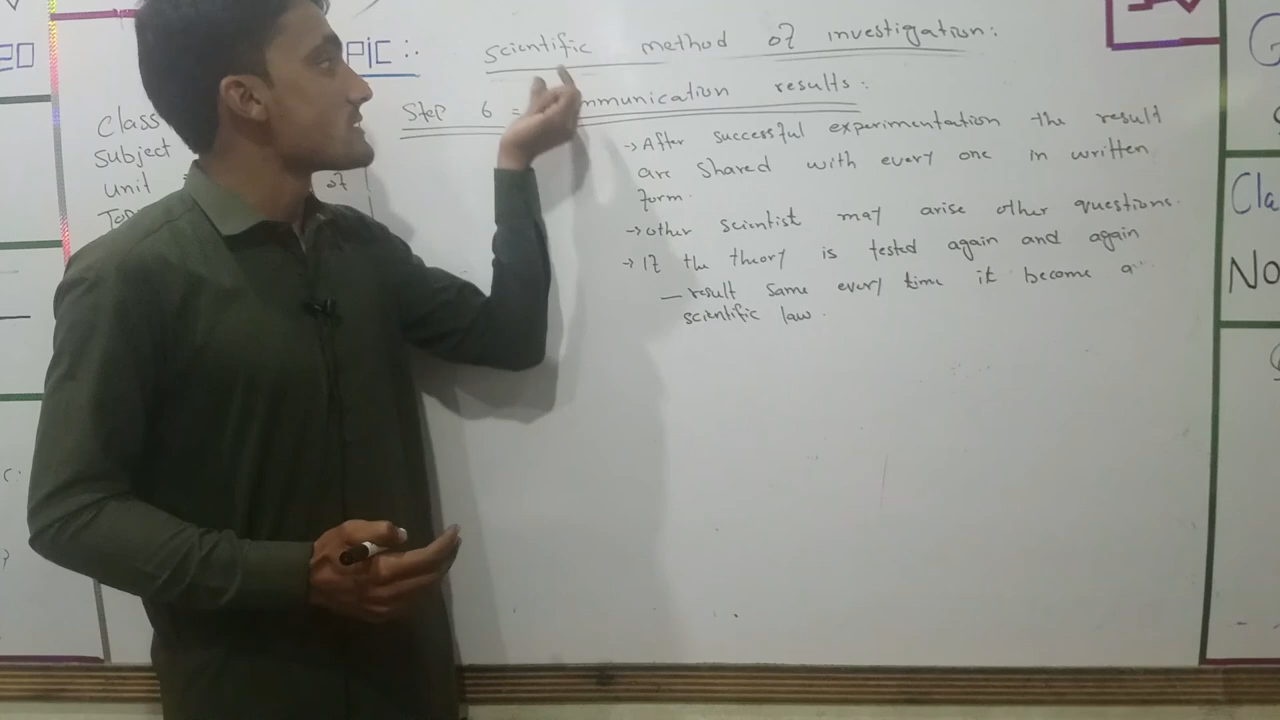 PIC :.
scientific method of investigation:
Step 6 = mmunication results:
Class
Subject
unit
of
→ After successful experimentation the result
are shared with every one in written
form.
→ other scientist may arise other questions.
→ If the theory is tested again and again
— result same every time it become a
scientific law.
Cla
No